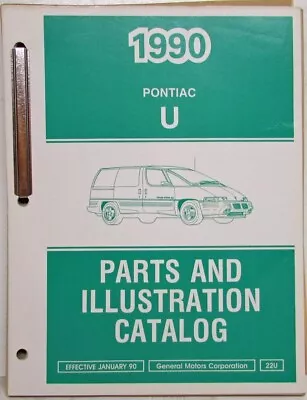 1990
PONTIAC
U
PARTS AND
ILLUSTRATION
CATALOG
EFFECTIVE JANUARY 90 General Motors Corporation 22U